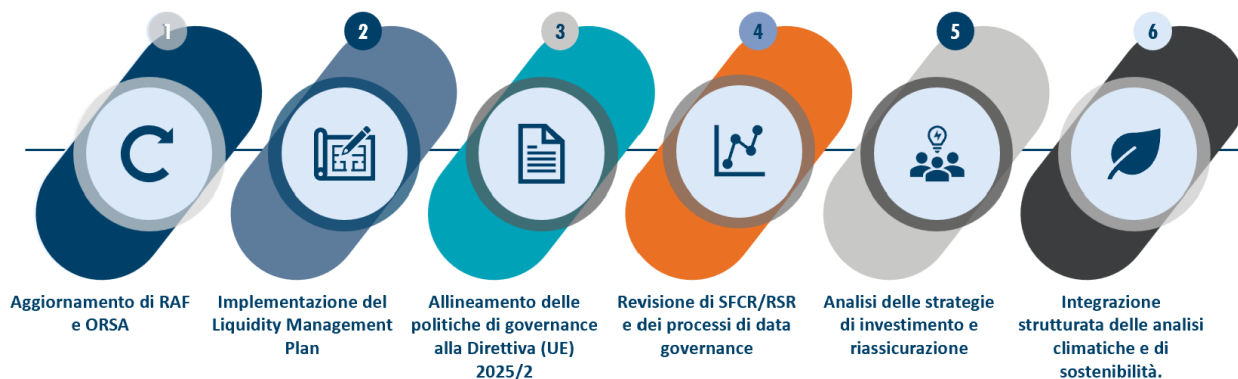 1
Aggiornamento di RAF
e ORSA
2
Implementazione del
Liquidity Management
Plan
3
Allineamento delle
politiche di governance
alla Direttiva (UE)
2025/2
4
Revisione di SFCR/RSR
e dei processi di data
governance
5
Analisi delle strategie
di investimento e
riassicurazione
6
Integrazione
strutturata delle analisi
climatiche e di
sostenibilità.